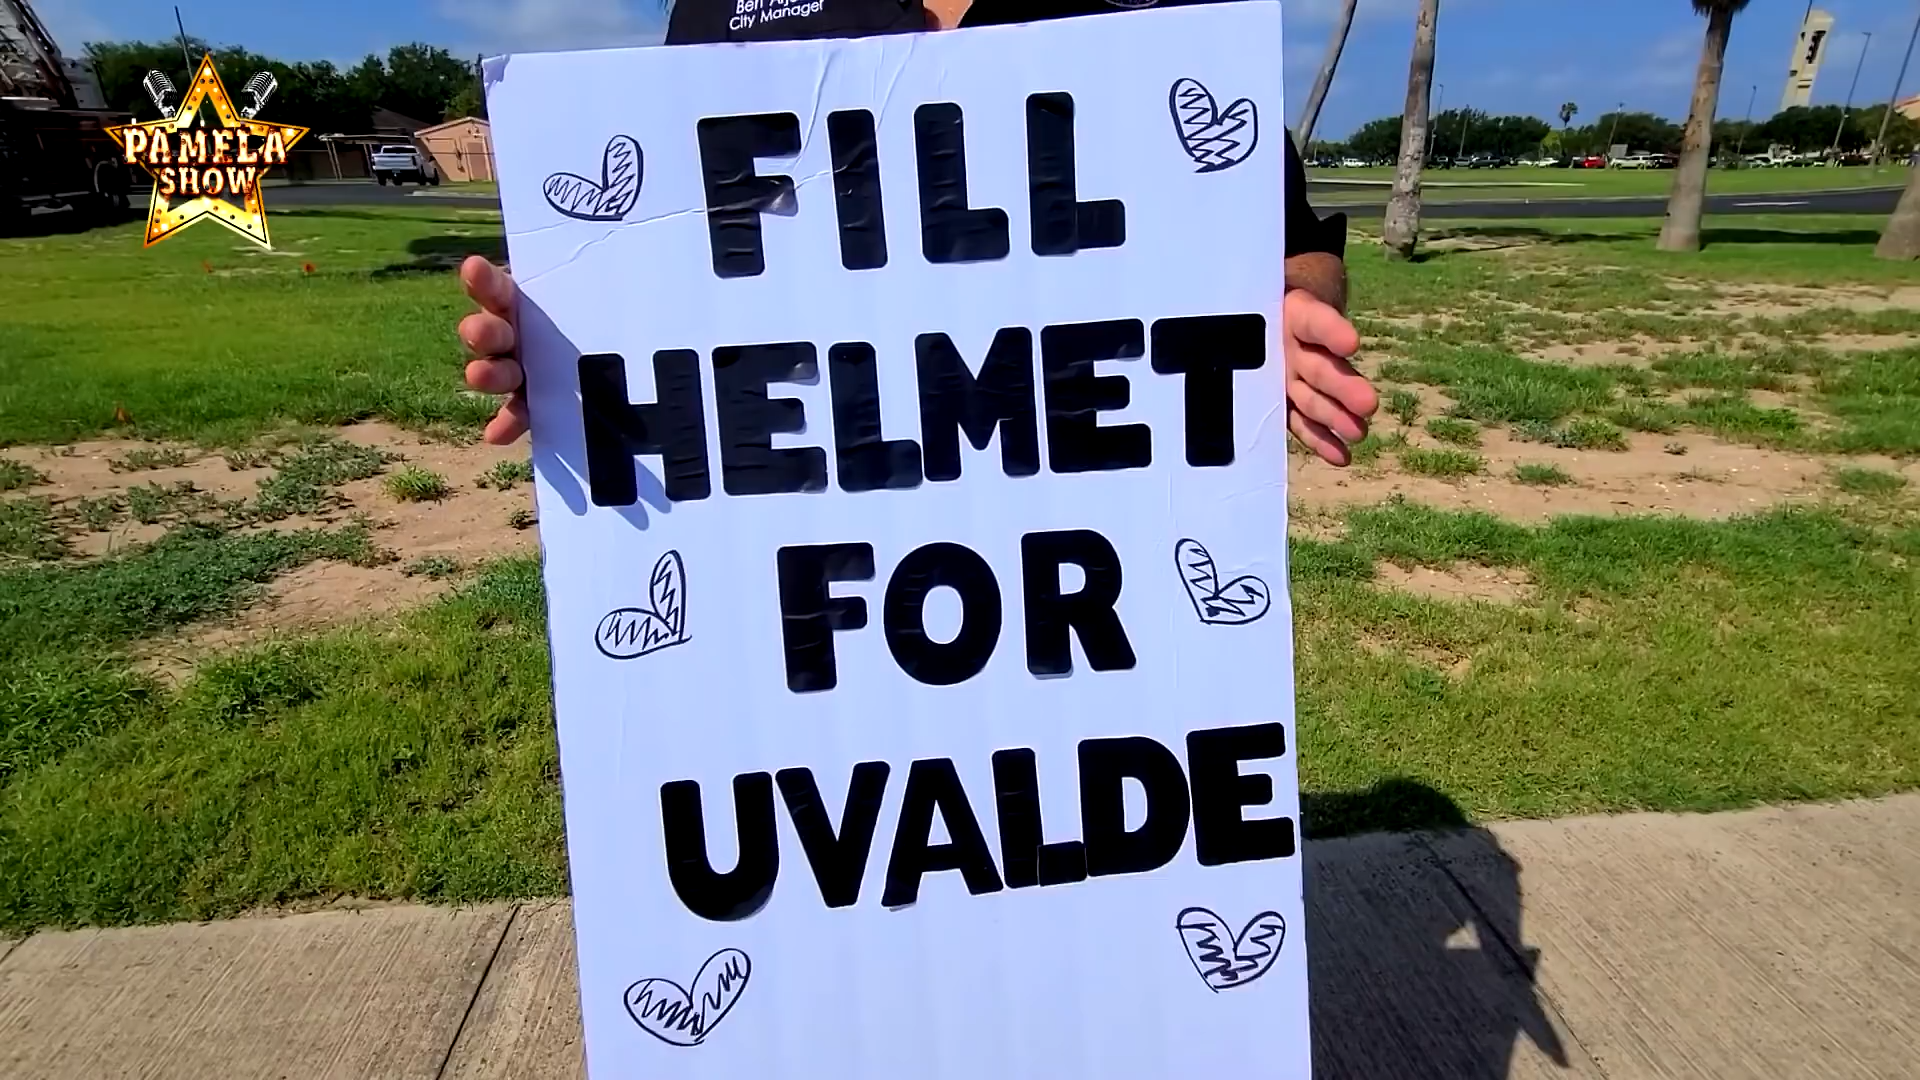 City Manager
PAMELA
SHOW
FILL
HELMET
FOR
UVALDE